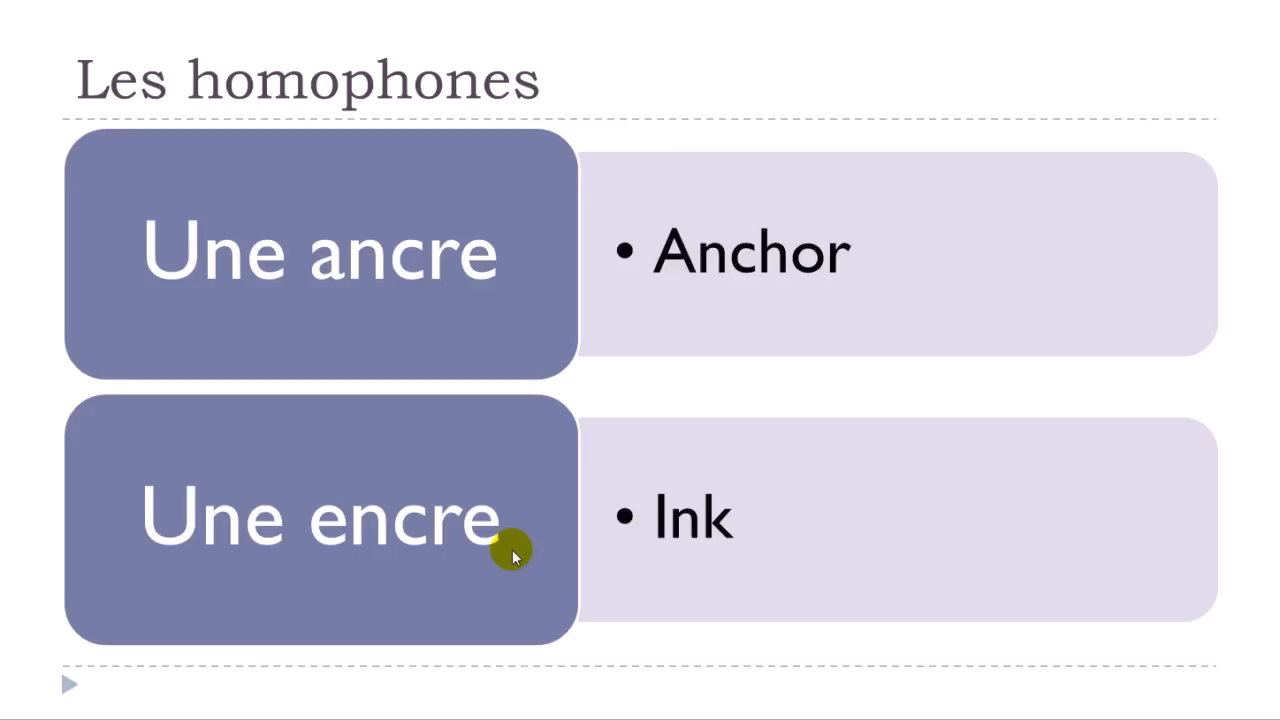 Les homophones
Une ancre
• Anchor
Une encre
• Ink